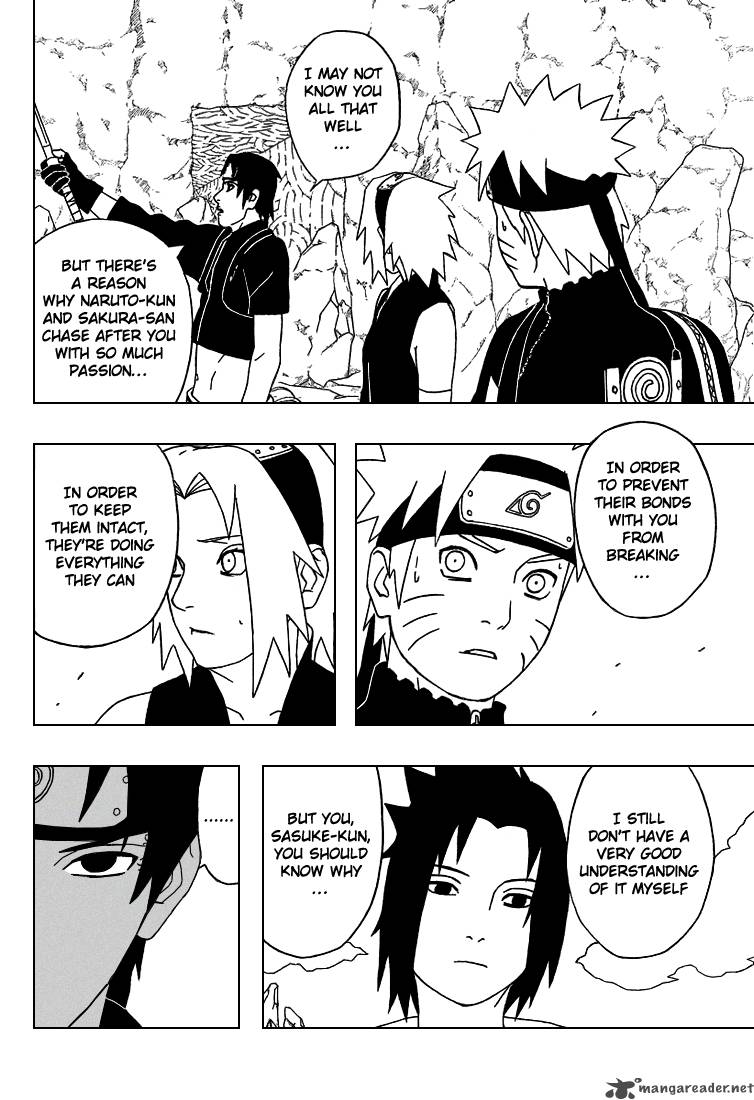 I MAY NOT
KNOW YOU
ALL THAT
WELL
...
BUT THERE'S
A REASON
WHY NARUTO-KUN
AND SAKURA-SAN
CHASE AFTER YOU
WITH SO MUCH
PASSION...
IN ORDER
TO PREVENT
THEIR BONDS
WITH YOU
FROM
BREAKING
...
IN ORDER
TO KEEP
THEM INTACT,
THEY'RE DOING
EVERYTHING
THEY CAN
I STILL
DON'T HAVE A
VERY GOOD
UNDERSTANDING
OF IT MYSELF
BUT YOU,
SASUKE-KUN,
YOU SHOULD
KNOW WHY
...
......
mangareader.net